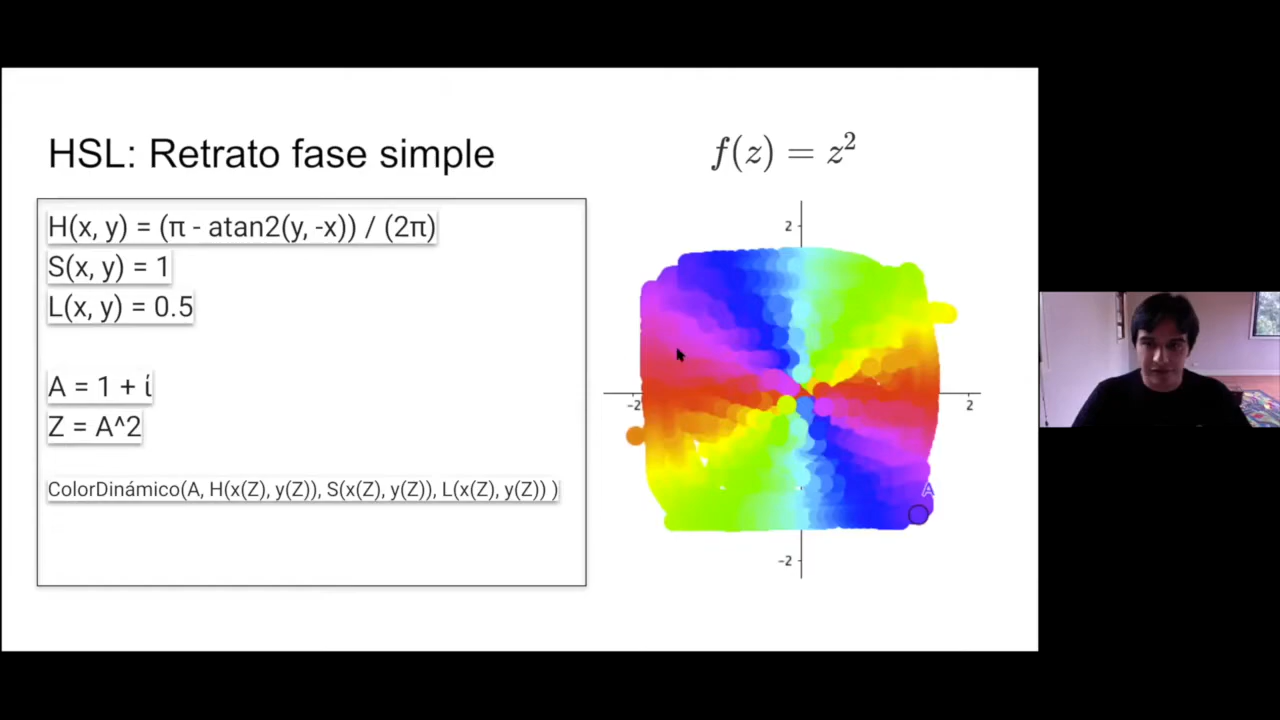 HSL: Retrato fase simple
H(x, y) = (π - atan2(y, -x)) / (2π)
S(x, y) = 1
L(x, y) = 0.5
A = 1 + í
Z = A^2
ColorDinámico(A, H(x(Z), y(Z)), S(x(Z), y(Z)), L(x(Z), y(Z)) )
f(z) = z²
2
-2
2
A
-2